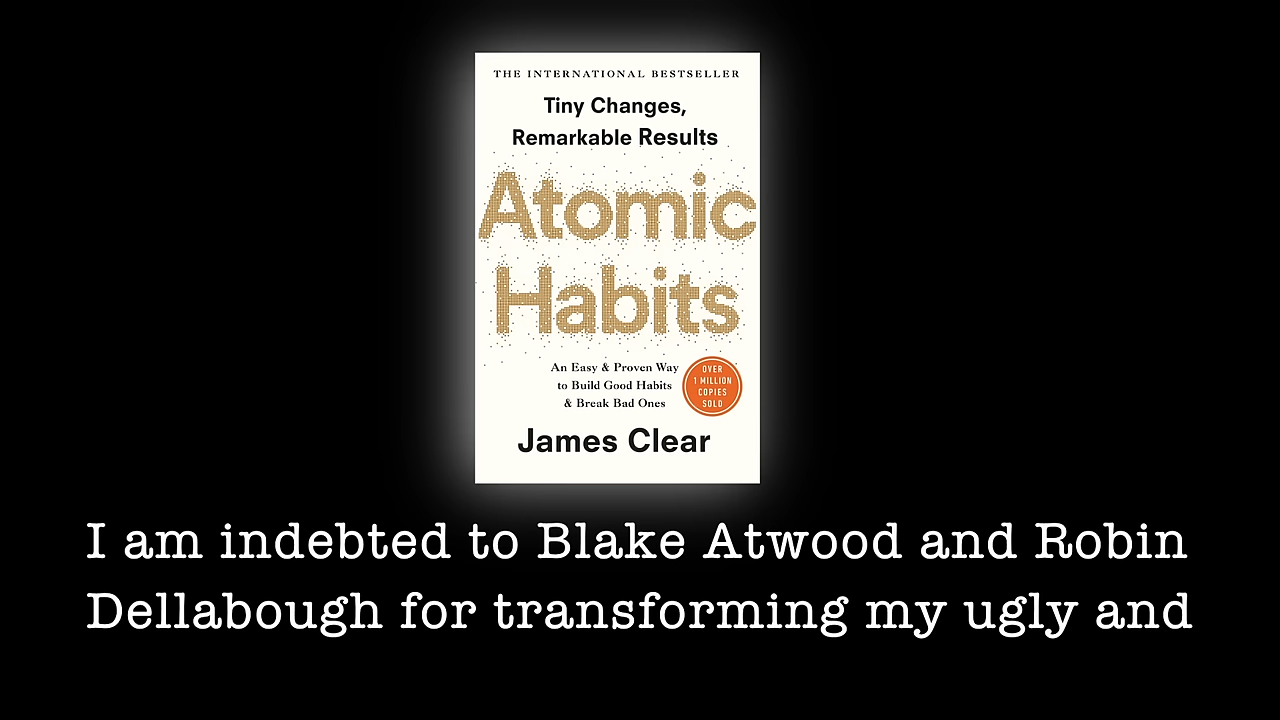 THE INTERNATIONAL BESTSELLER
Tiny Changes,
Remarkable Results
Atomic
Habits
An Easy & Proven Way
to Build Good Habits
& Break Bad Ones
OVER
1 MILLION
COPIES
SOLD
James Clear
I am indebted to Blake Atwood and Robin
Dellabough for transforming my ugly and